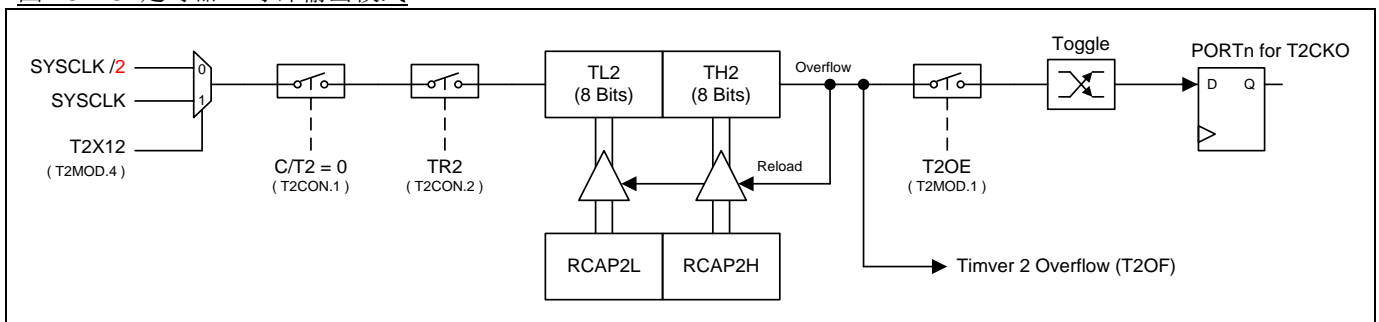 Toggle
PORTn for T2CKO
SYSCLK /2
0
TL2
(8 Bits)
TH2
(8 Bits)
Overflow
D
Q
SYSCLK
1
T2X12
( T2MOD.4 )
C/T2 = 0
( T2CON.1 )
TR2
( T2CON.2 )
Reload
T2OE
( T2MOD.1 )
RCAP2L
RCAP2H
Timver 2 Overflow (T2OF)